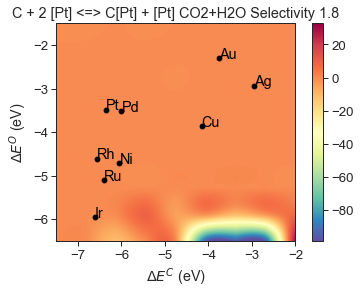 C + 2 [Pt] <=> C[Pt] + [Pt] CO2+H2O Selectivity 1.8
−2
−3
−4
−5
−6
ΔE^O (eV)
Au
Ag
Pt
Pd
Cu
Rh
Ni
Ru
Ir
−7
−6
−5
−4
−3
−2
ΔE^C (eV)
20
0
−20
−40
−60
−80